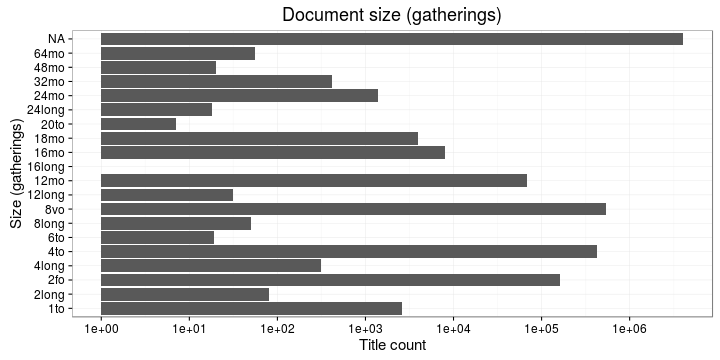 Document size (gatherings)
Size (gatherings)
NA
64mo
48mo
32mo
24mo
24long
20to
18mo
16mo
16long
12mo
12long
8vo
8long
6to
4to
4long
2fo
2long
1to
1e+00 1e+01 1e+02 1e+03 1e+04 1e+05 1e+06
Title count